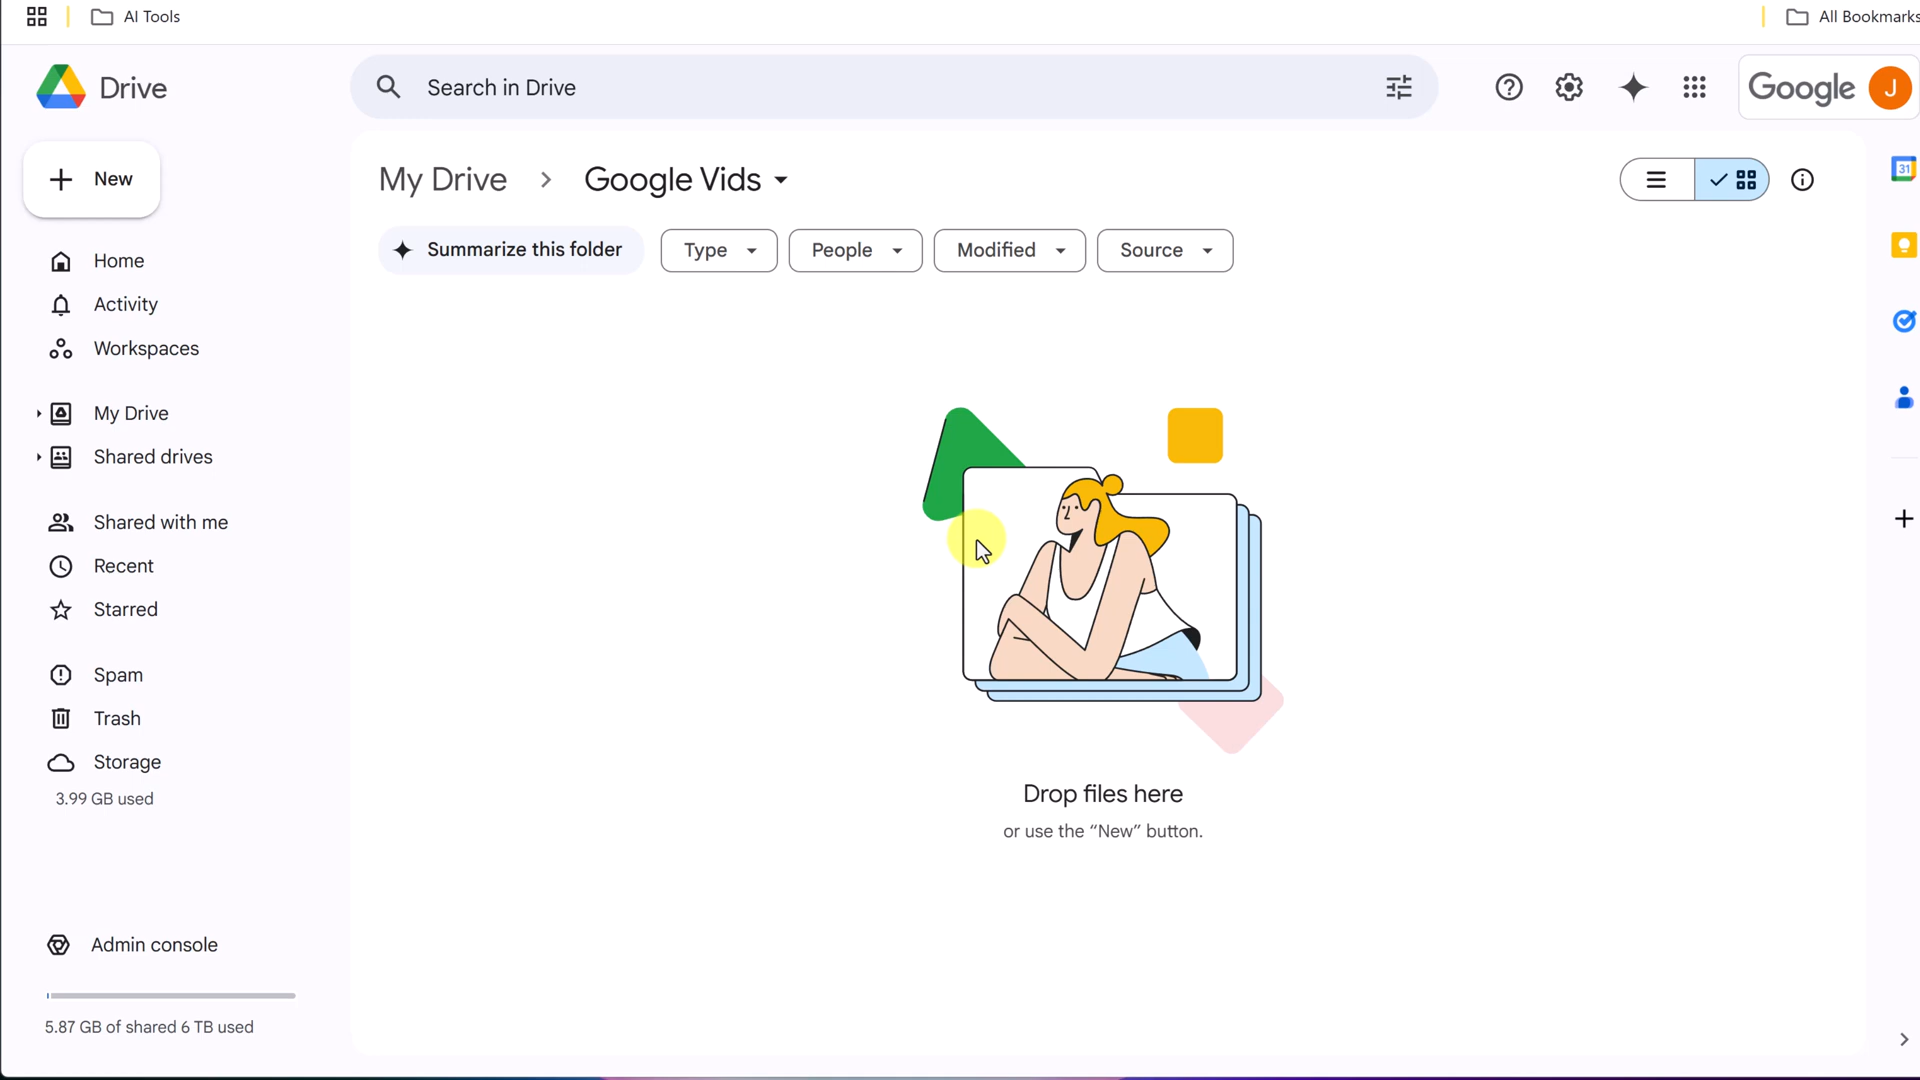 AI Tools
All Bookmarks
Drive
Search in Drive
Google
J
New
My Drive
Google Vids
Summarize this folder
Type
People
Modified
Source
Home
Activity
Workspaces
My Drive
Shared drives
Shared with me
Recent
Starred
Spam
Trash
Storage
3.99 GB used
Drop files here
or use the “New” button.
Admin console
5.87 GB of shared 6 TB used
31